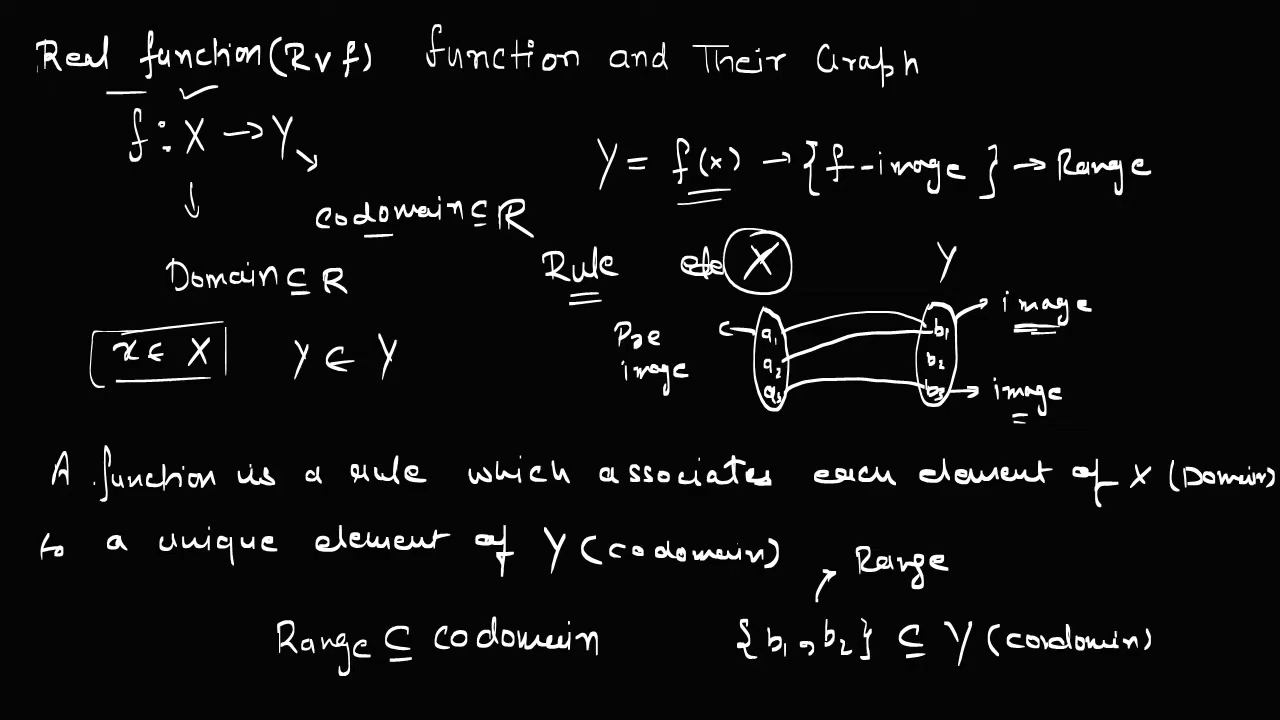 Real function(Rvf) function and Their Graph
f : X → Y
Y = f(x) → {f-image} → Range
codomain ⊆ R
Domain ⊆ R
Rule X Y
x ∈ X Y ∈ Y
Pre image
a1 b1 image
a2 b2
a3 b3 image
A function is a rule which associates each element of X (Domain)
to a unique element of Y (codomain)
Range
Range ⊆ codomain {b1, b2} ⊆ Y (cordomin)